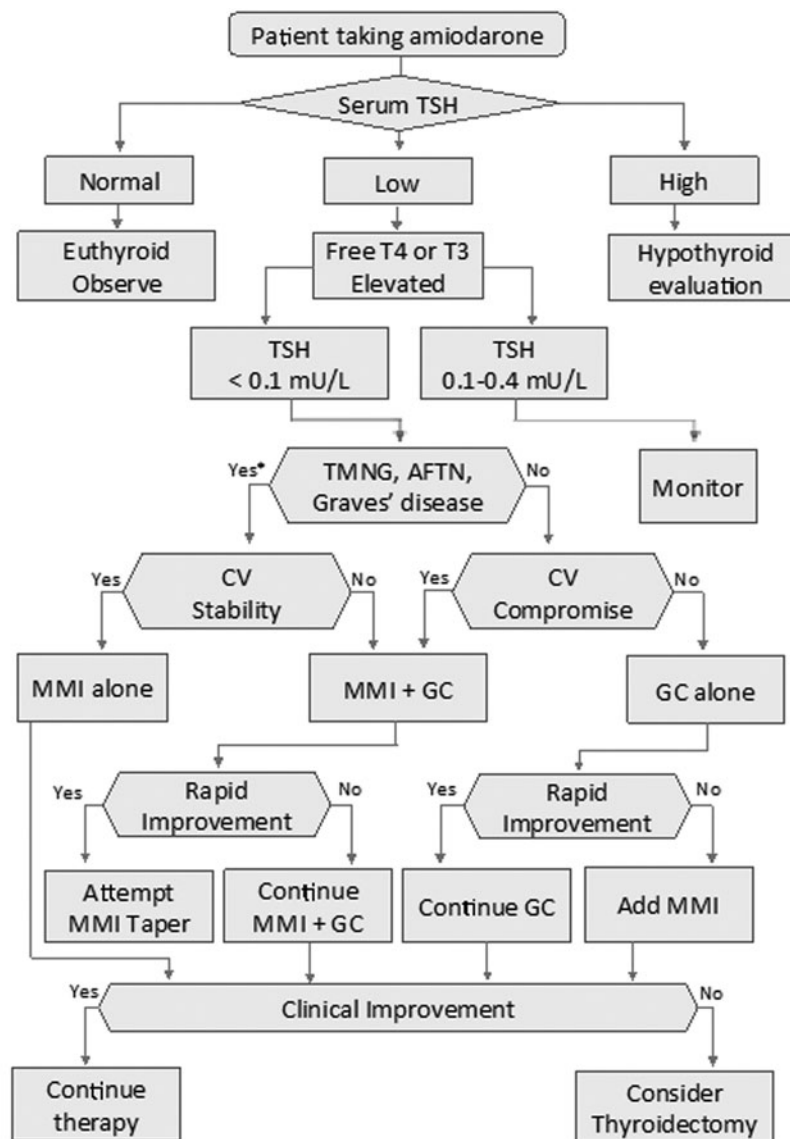 Patient taking amiodarone
Serum TSH
Normal
Low
High
Euthyroid
Observe
Free T4 or T3
Elevated
Hypothyroid
evaluation
TSH
< 0.1 mU/L
TSH
0.1-0.4 mU/L
Yes*
TMNG, AFTN,
Graves' disease
No
Monitor
Yes
CV
Stability
No
Yes
CV
Compromise
No
MMI alone
MMI + GC
GC alone
Yes
Rapid
Improvement
No
Yes
Rapid
Improvement
No
Attempt
MMI Taper
Continue
MMI + GC
Continue GC
Add MMI
Yes
Clinical Improvement
No
Continue
therapy
Consider
Thyroidectomy